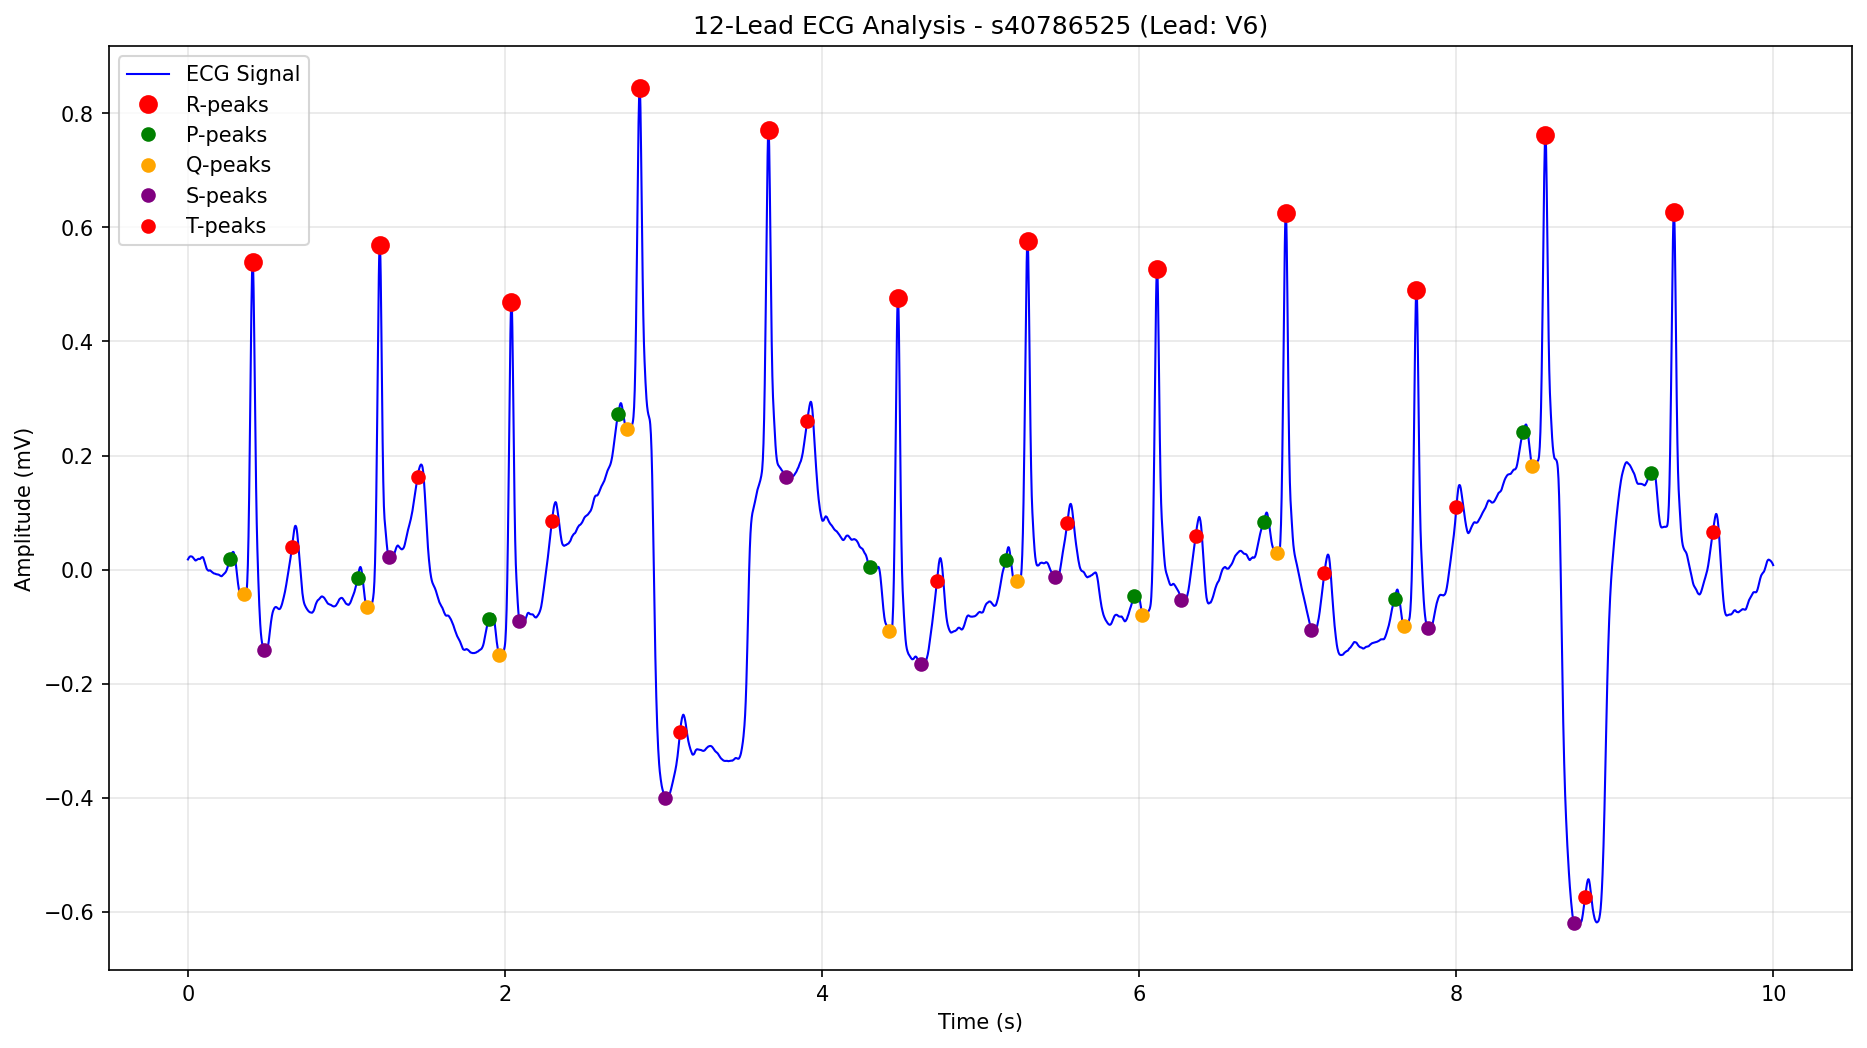 12-Lead ECG Analysis - s40786525 (Lead: V6)
ECG Signal
R-peaks
P-peaks
Q-peaks
S-peaks
T-peaks
Amplitude (mV)
0.8
0.6
0.4
0.2
0.0
−0.2
−0.4
−0.6
0 2 4 6 8 10
Time (s)